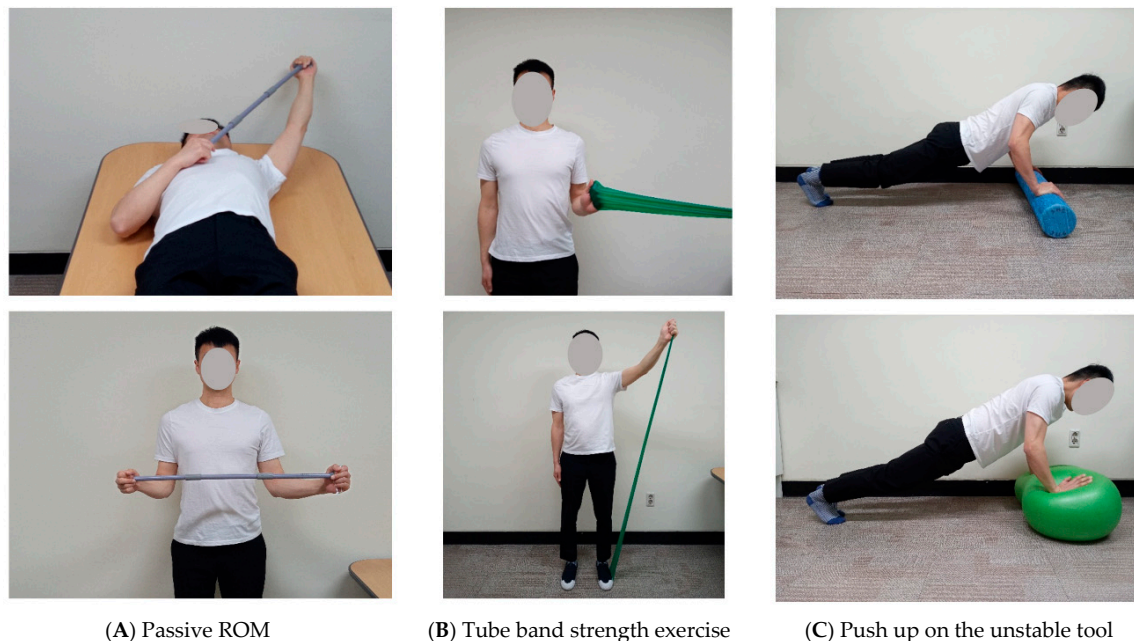 (A) Passive ROM
(B) Tube band strength exercise
(C) Push up on the unstable tool